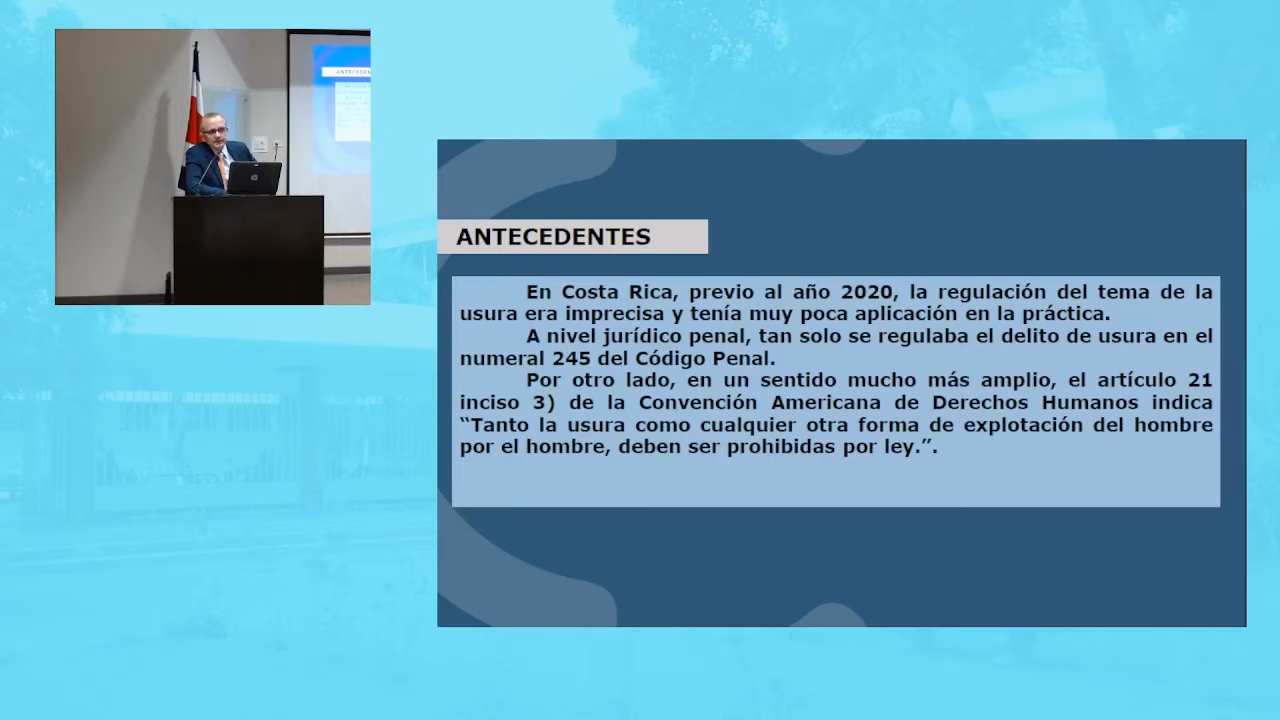 ANTECEDENTES
En Costa Rica, previo al año 2020, la regulación del tema de la
usura era imprecisa y tenía muy poca aplicación en la práctica.
A nivel jurídico penal, tan solo se regulaba el delito de usura en el
numeral 245 del Código Penal.
Por otro lado, en un sentido mucho más amplio, el artículo 21
inciso 3) de la Convención Americana de Derechos Humanos indica
“Tanto la usura como cualquier otra forma de explotación del hombre
por el hombre, deben ser prohibidas por ley.”.